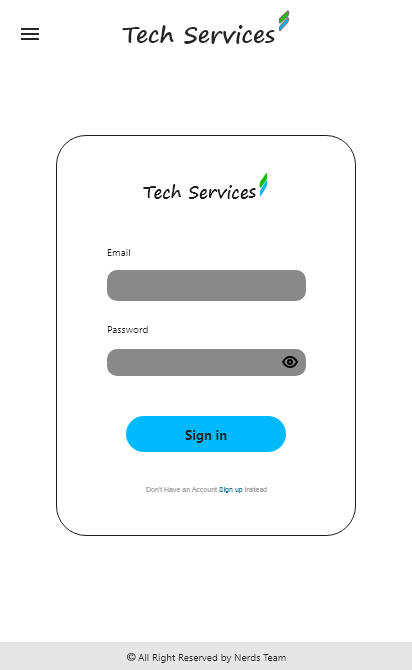 Tech Services
Tech Services
Email
Password
Sign in
Don't Have an Account Sign up instead
© All Right Reserved by Nerds Team